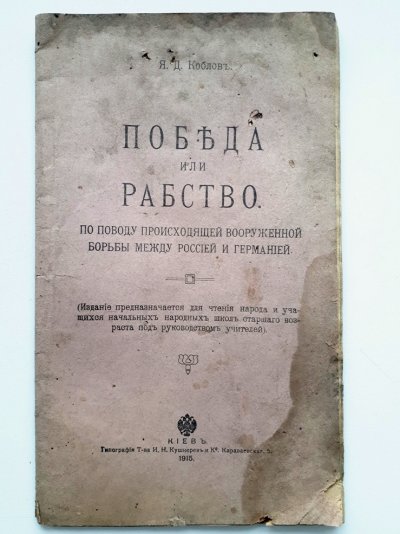 Я. Д. Коблов.
ПОБѢДА
ИЛИ
РАБСТВО.
ПО ПОВОДУ ПРОИСХОДЯЩЕЙ ВООРУЖЕННОЙ
БОРЬБЫ МЕЖДУ РОССІЕЙ И ГЕРМАНІЕЙ.
(Изданіе предназначается для чтенія народа и уча-
щихся начальныхъ народныхъ школъ старшаго воз-
раста подъ руководствомъ учителей).
КІЕВЪ.
Типографія Т-ва И. Н. Кушнеревъ и Кº. Караваевская 5.
1915.